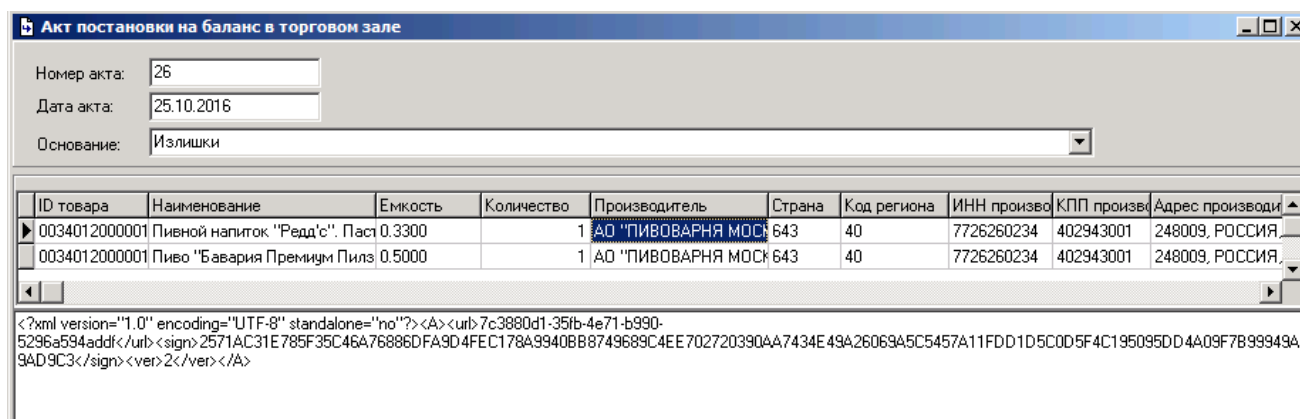 Акт постановки на баланс в торговом зале
Номер акта: 26
Дата акта: 25.10.2016
Основание: Излишки
ID товара Наименование Емкость Количество Производитель Страна Код региона ИНН произво КПП произво Адрес производи
0034012000001 Пивной напиток "Редд'с". Паст 0.3300 1 АО "ПИВОВАРНЯ МОСК 643 40 7726260234 402943001 248009, РОССИЯ,
0034012000001 Пиво "Бавария Премиум Пилз 0.5000 1 АО "ПИВОВАРНЯ МОСК 643 40 7726260234 402943001 248009, РОССИЯ,
<?xml version="1.0" encoding="UTF-8" standalone="no"?><A><url>7c3880d1-35fb-4e71-b990-
5296a594addf</url><sign>2571AC31E785F35C46A76886DFA9D4FEC178A9940BB8749689C4EE702720390AA7434E49A26069A5C5457A11FDD1D5C0D5F4C195095DD4A09F7B99949A
9AD9C3</sign><ver>2</ver></A>